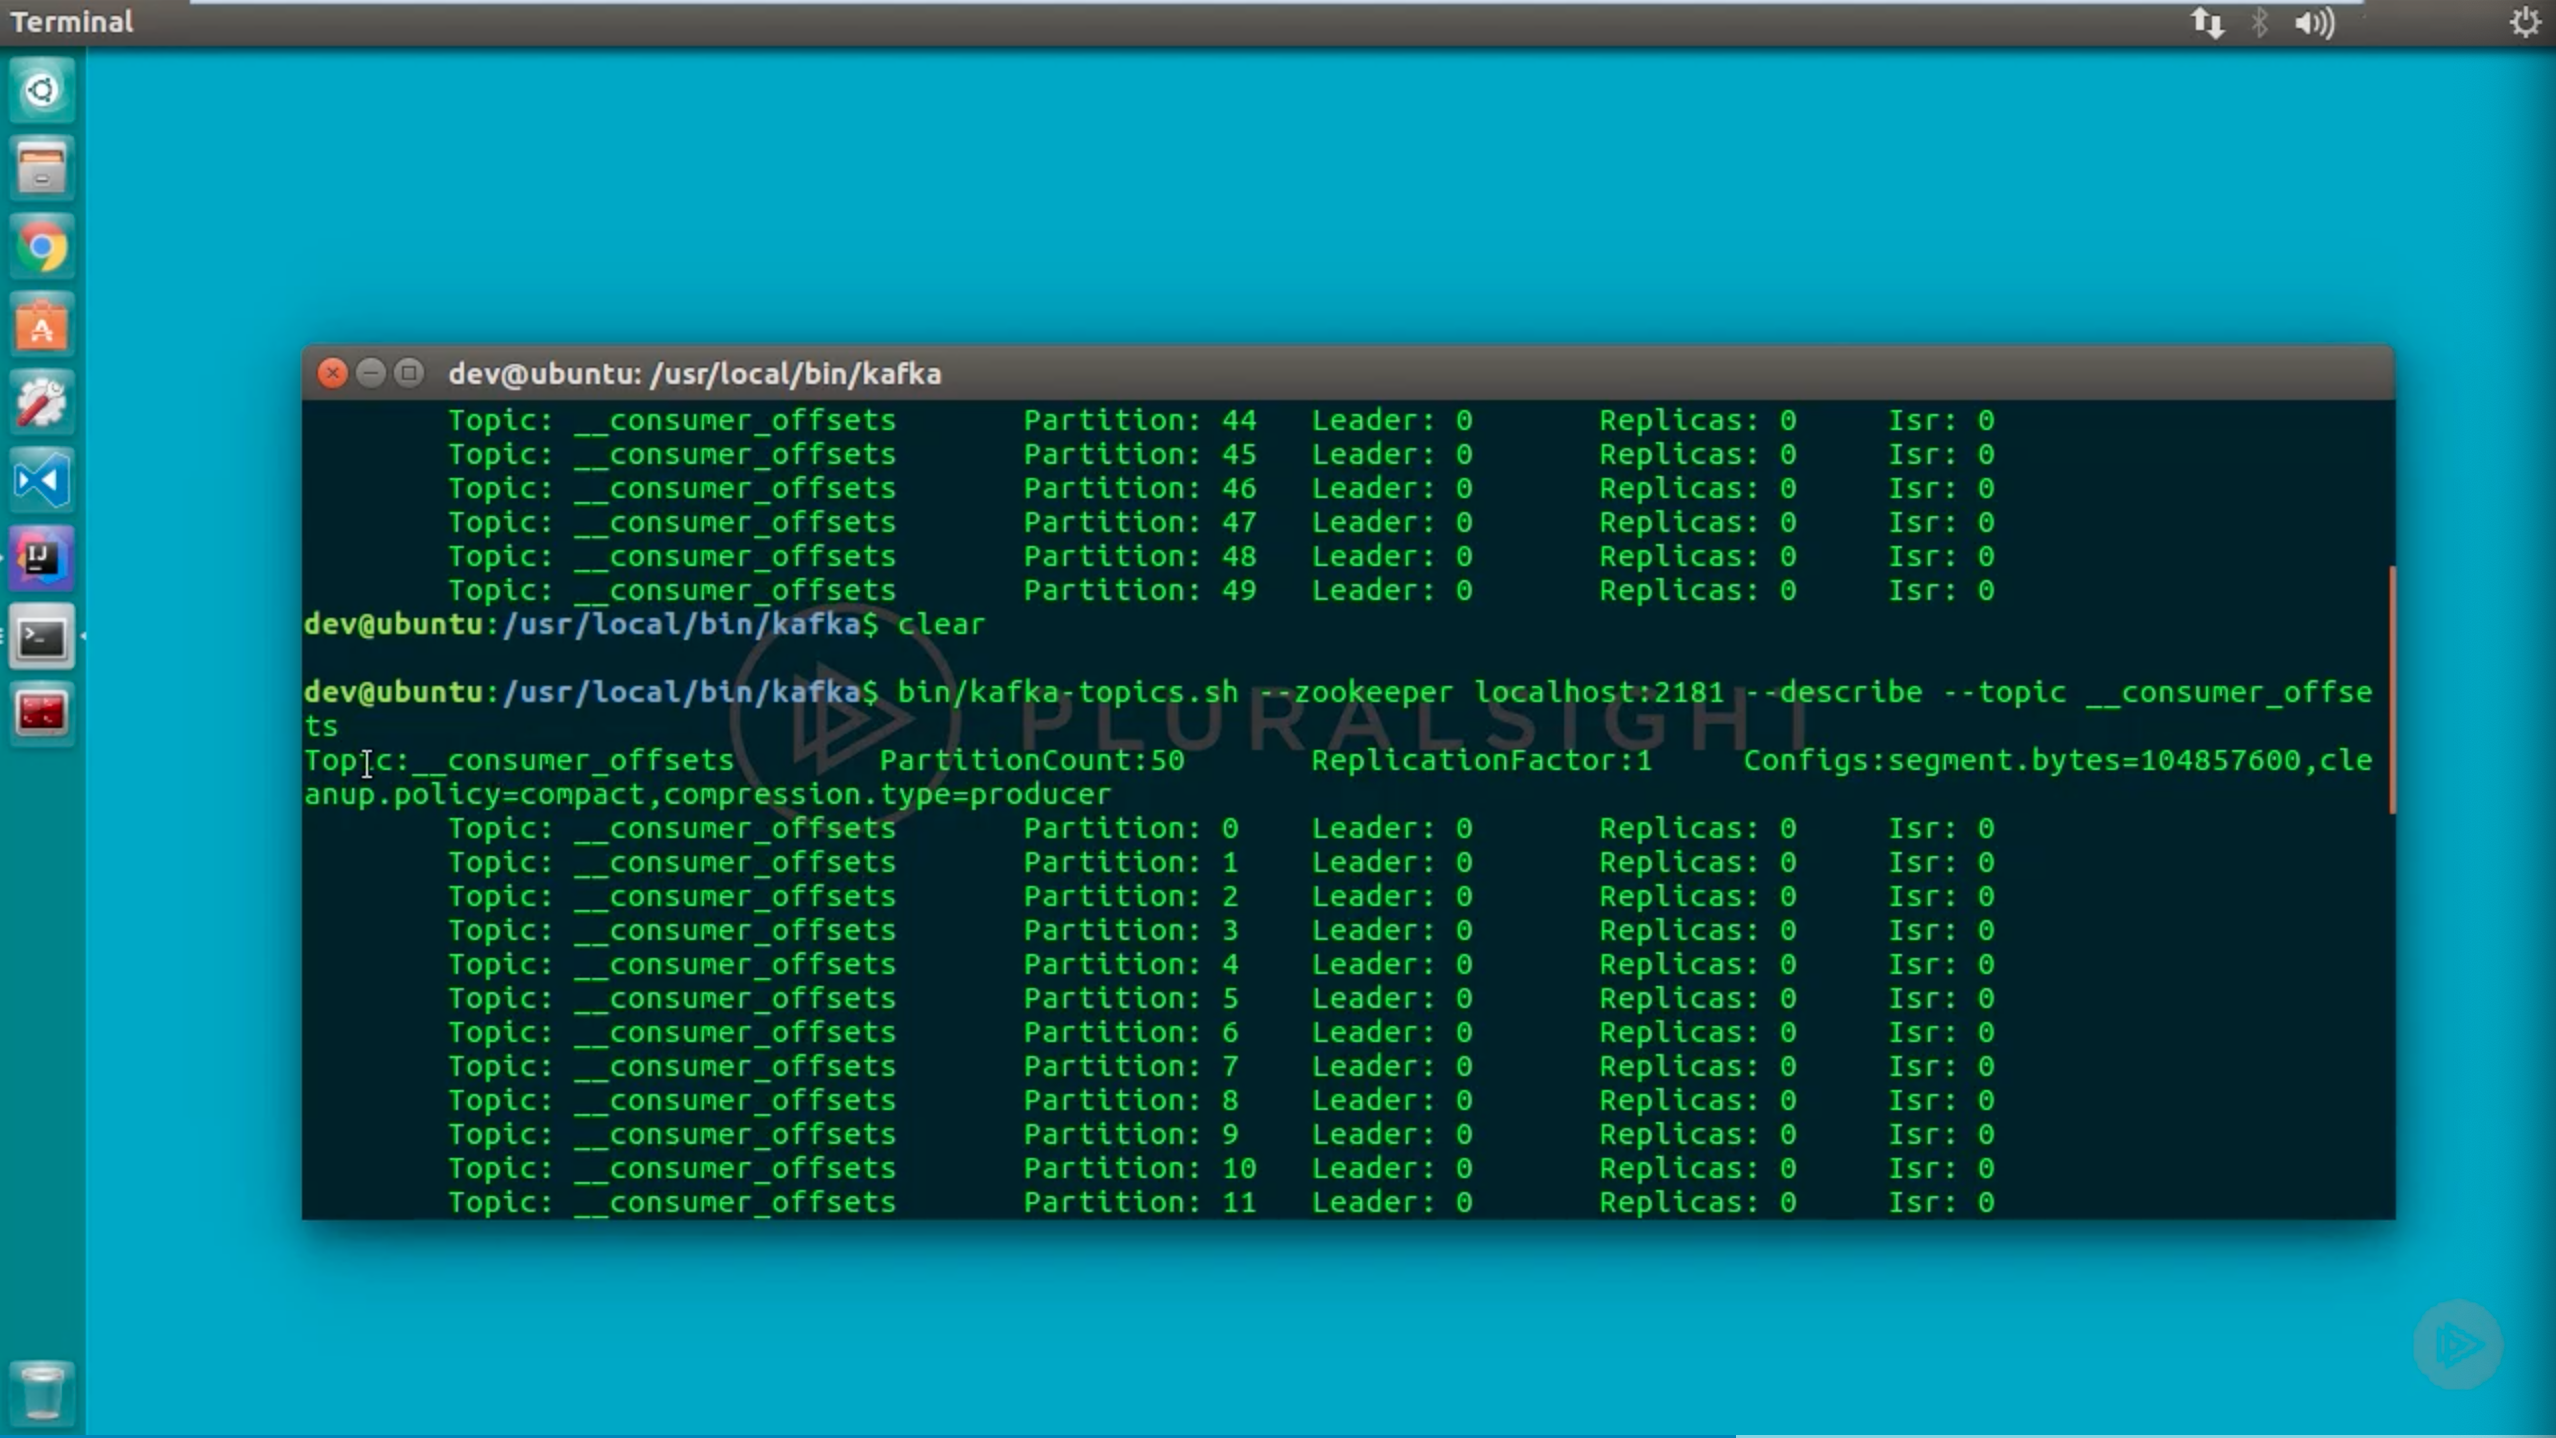 Terminal
dev@ubuntu: /usr/local/bin/kafka
Topic: __consumer_offsets Partition: 44 Leader: 0 Replicas: 0 Isr: 0
Topic: __consumer_offsets Partition: 45 Leader: 0 Replicas: 0 Isr: 0
Topic: __consumer_offsets Partition: 46 Leader: 0 Replicas: 0 Isr: 0
Topic: __consumer_offsets Partition: 47 Leader: 0 Replicas: 0 Isr: 0
Topic: __consumer_offsets Partition: 48 Leader: 0 Replicas: 0 Isr: 0
Topic: __consumer_offsets Partition: 49 Leader: 0 Replicas: 0 Isr: 0
dev@ubuntu:/usr/local/bin/kafka$ clear
dev@ubuntu:/usr/local/bin/kafka$ bin/kafka-topics.sh --zookeeper localhost:2181 --describe --topic __consumer_offse
ts
PLURALSIGHT
Topic:__consumer_offsets PartitionCount:50 ReplicationFactor:1 Configs:segment.bytes=104857600,cle
anup.policy=compact,compression.type=producer
Topic: __consumer_offsets Partition: 0 Leader: 0 Replicas: 0 Isr: 0
Topic: __consumer_offsets Partition: 1 Leader: 0 Replicas: 0 Isr: 0
Topic: __consumer_offsets Partition: 2 Leader: 0 Replicas: 0 Isr: 0
Topic: __consumer_offsets Partition: 3 Leader: 0 Replicas: 0 Isr: 0
Topic: __consumer_offsets Partition: 4 Leader: 0 Replicas: 0 Isr: 0
Topic: __consumer_offsets Partition: 5 Leader: 0 Replicas: 0 Isr: 0
Topic: __consumer_offsets Partition: 6 Leader: 0 Replicas: 0 Isr: 0
Topic: __consumer_offsets Partition: 7 Leader: 0 Replicas: 0 Isr: 0
Topic: __consumer_offsets Partition: 8 Leader: 0 Replicas: 0 Isr: 0
Topic: __consumer_offsets Partition: 9 Leader: 0 Replicas: 0 Isr: 0
Topic: __consumer_offsets Partition: 10 Leader: 0 Replicas: 0 Isr: 0
Topic: __consumer_offsets Partition: 11 Leader: 0 Replicas: 0 Isr: 0